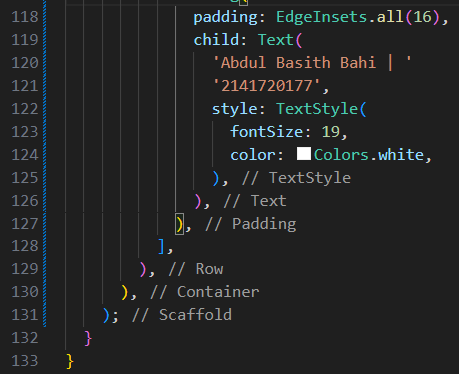 118 padding: EdgeInsets.all(16),
119 child: Text(
120 'Abdul Basith Bahi | '
121 '2141720177',
122 style: TextStyle(
123 fontSize: 19,
124 color: Colors.white,
125 ), // TextStyle
126 ), // Text
127 ), // Padding
128 ],
129 ), // Row
130 ), // Container
131 ); // Scaffold
132 }
133 }